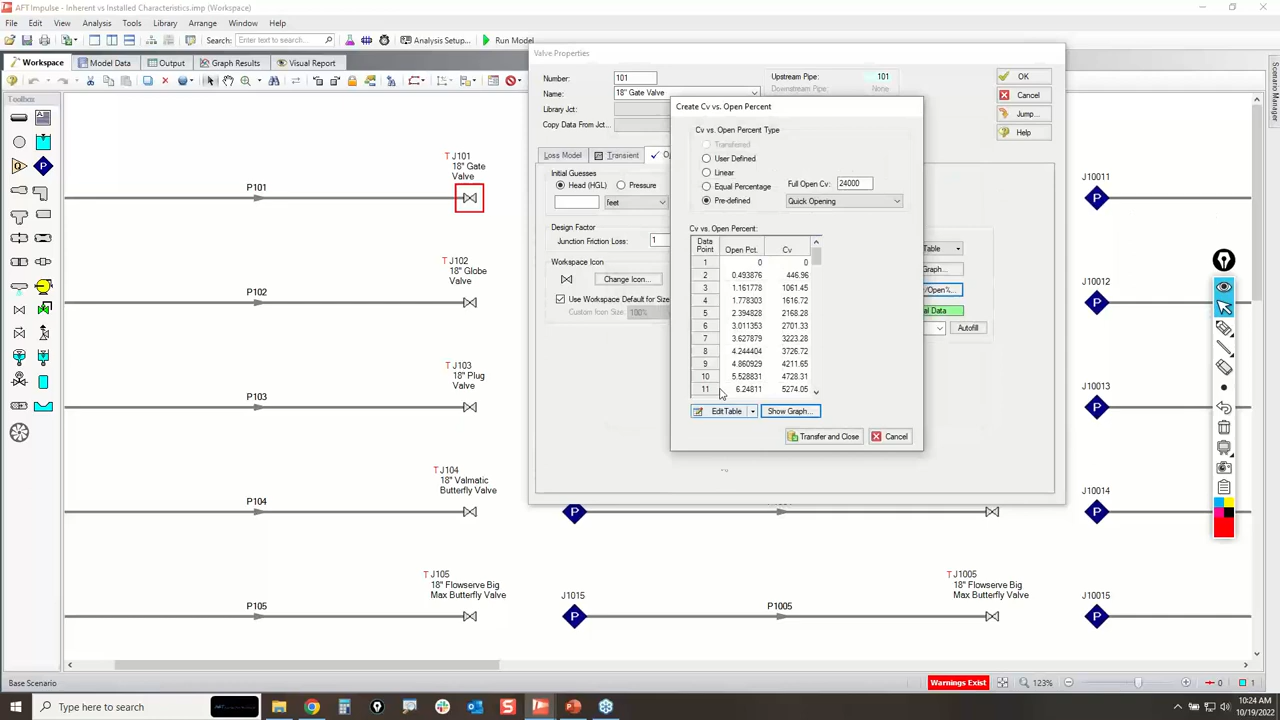 AFT Impulse - Inherent vs Installed Characteristics.imp (Workspace)
File Edit View Analysis Tools Library Arrange Window Help
Search: Enter text to search... Analysis Setup... Run Model
Workspace Model Data Output Graph Results Visual Report
Toolbox
Scenario Manager
Valve Properties
Number: 101
Name: 18" Gate Valve
Library Jct:
Copy Data From Jct...
Upstream Pipe: 101
Downstream Pipe: None
OK
Cancel
Jump...
Help
Loss Model Transient
Initial Guesses
Head (HGL) Pressure
feet
Design Factor
Junction Friction Loss: 1
Workspace Icon
Change Icon...
Use Workspace Default for Size
Custom Icon Size: 100%
Table
Graph...
/Open%...
al Data
Autofill
Create Cv vs. Open Percent
Cv vs. Open Percent Type
Transferred
User Defined
Linear
Equal Percentage
Pre-defined
Full Open Cv: 24000
Quick Opening
Cv vs. Open Percent:
Data Point Open Pct. Cv
1 0 0
2 0.493876 446.96
3 1.161778 1061.45
4 1.778303 1616.72
5 2.394828 2168.28
6 3.011353 2701.33
7 3.627879 3223.28
8 4.244404 3726.72
9 4.860929 4211.65
10 5.528831 4728.31
11 6.24811 5274.05
Edit Table Show Graph...
Transfer and Close Cancel
P101
T J101
18" Gate
Valve
J10011
P102
T J102
18" Globe
Valve
J10012
P103
T J103
18" Plug
Valve
J10013
P104
T J104
18" Valmatic
Butterfly Valve
J10014
P105
T J105
18" Flowserve Big
Max Butterfly Valve
J1015
P1005
T J1005
18" Flowserve Big
Max Butterfly Valve
J10015
P P P P P P P
Base Scenario
Warnings Exist
123%
0
1
Type here to search
10:24 AM
10/19/2022